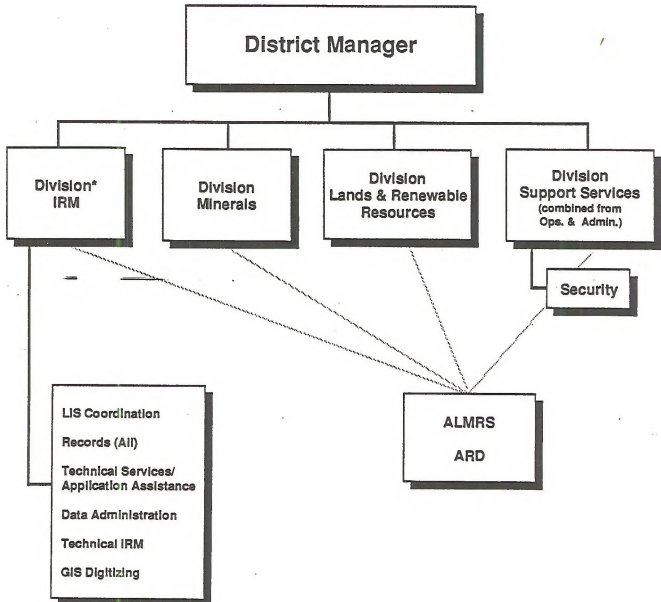 District Manager
Division*
IRM
Division
Minerals
Division
Lands & Renewable
Resources
Division
Support Services
(combined from
Ops. & Admin.)
Security
LIS Coordination
Records (All)
Technical Services/
Application Assistance
Data Administration
Technical IRM
GIS Digitizing
ALMRS
ARD